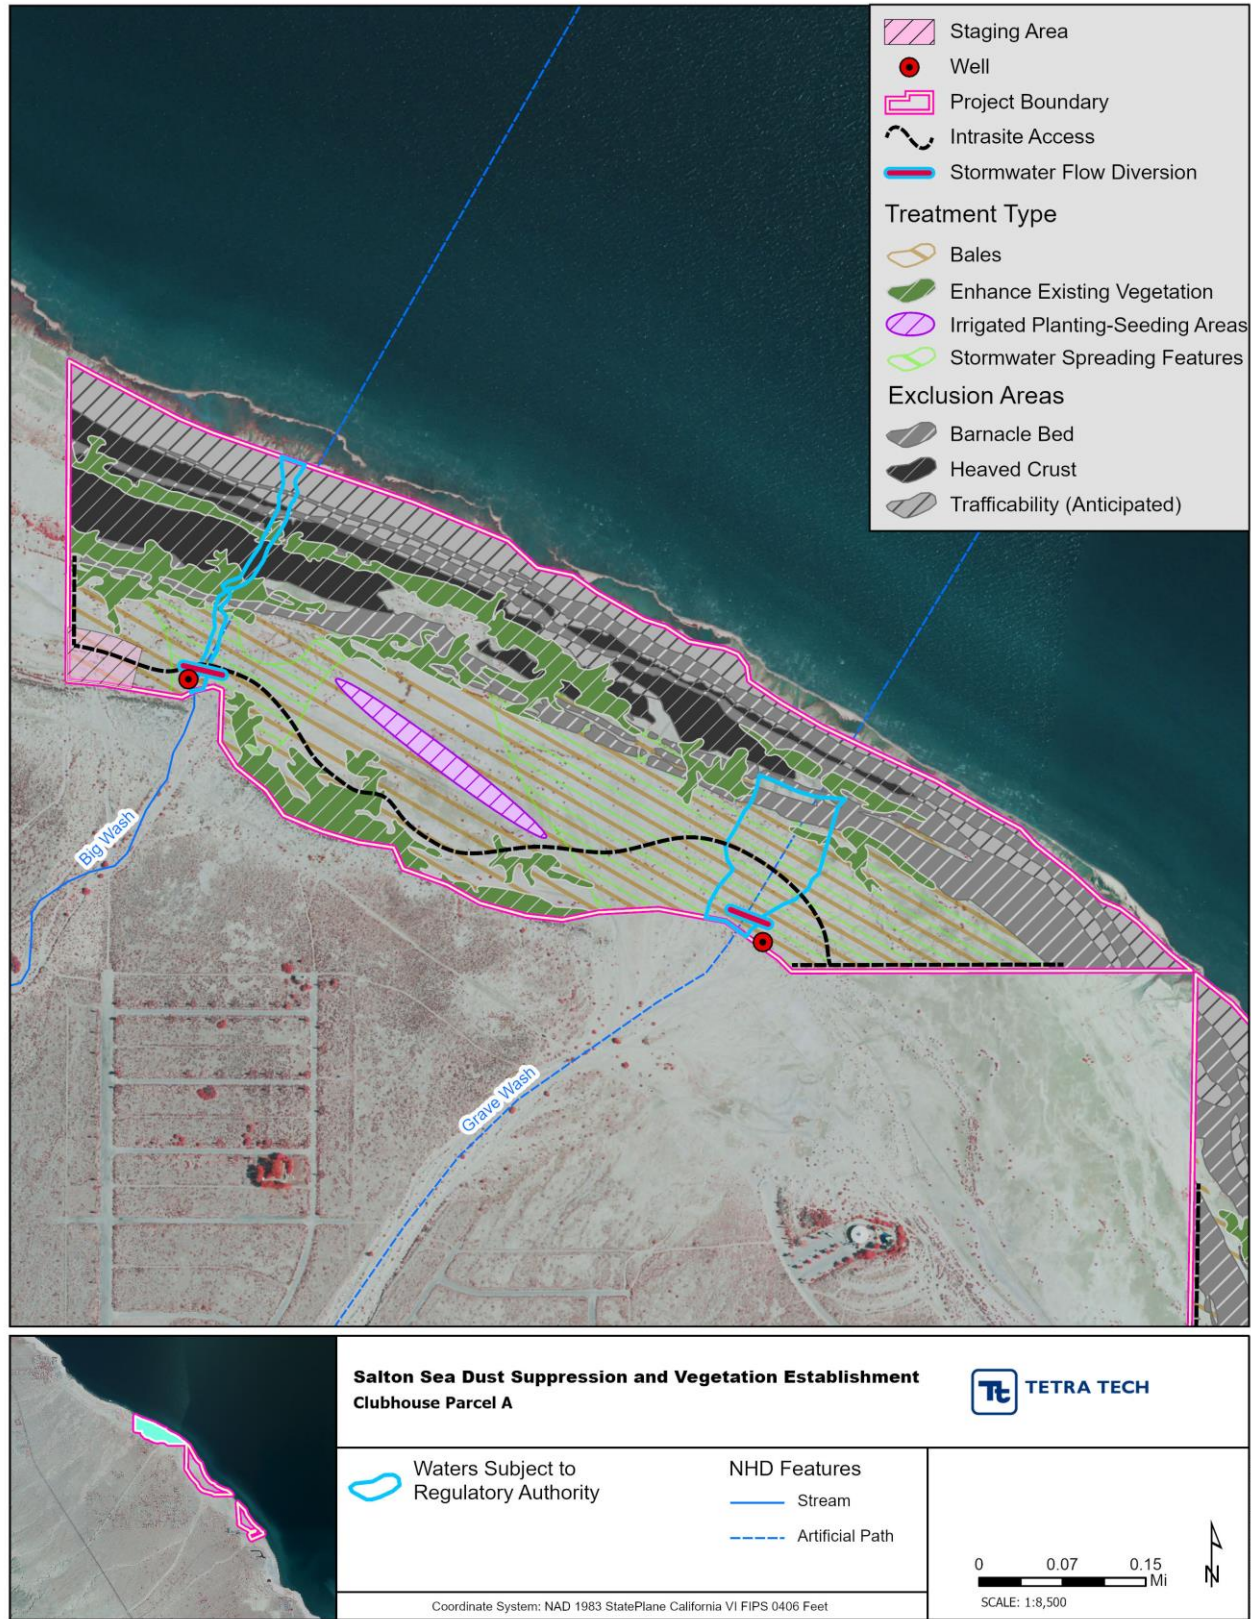 Staging Area
Well
Project Boundary
Intrasite Access
Stormwater Flow Diversion
Treatment Type
Bales
Enhance Existing Vegetation
Irrigated Planting-Seeding Areas
Stormwater Spreading Features
Exclusion Areas
Barnacle Bed
Heaved Crust
Trafficability (Anticipated)
Big Wash
Grave Wash
Salton Sea Dust Suppression and Vegetation Establishment
Clubhouse Parcel A
Tt TETRA TECH
Waters Subject to
Regulatory Authority
NHD Features
Stream
Artificial Path
0 0.07 0.15
Mi
SCALE: 1:8,500
N
Coordinate System: NAD 1983 StatePlane California VI FIPS 0406 Feet